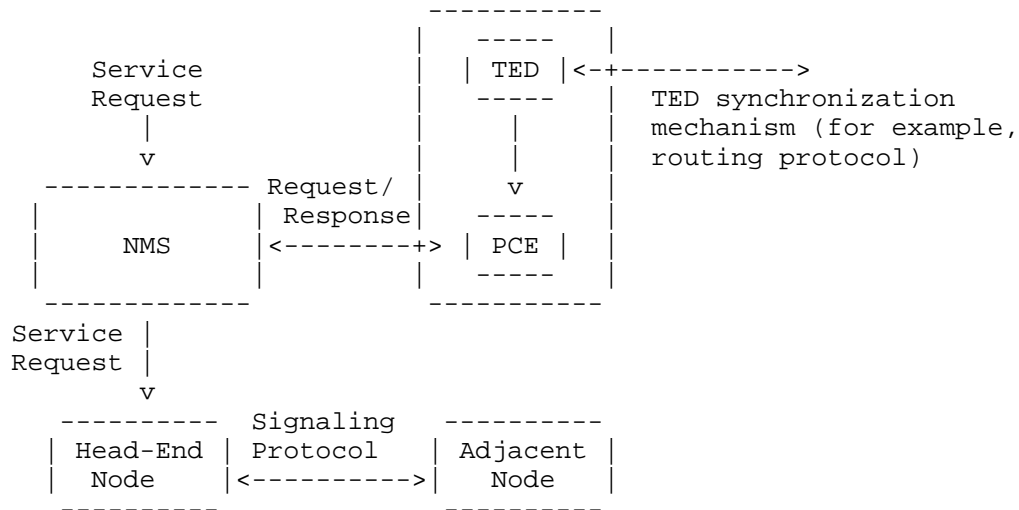 TED
Service
Request
TED synchronization
mechanism (for example,
routing protocol)
v
v
Request/
Response
NMS
PCE
Service
Request
v
Signaling
Protocol
Head-End
Node
Adjacent
Node